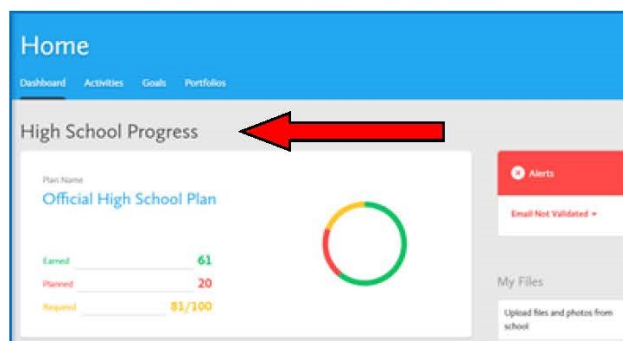 Home
Dashboard Activities Goals Portfolios
High School Progress
Plan Name
Official High School Plan
Earned 61
Planned 20
Required 81/100
Alerts
Email Not Validated
My Files
Upload files and photos from
school